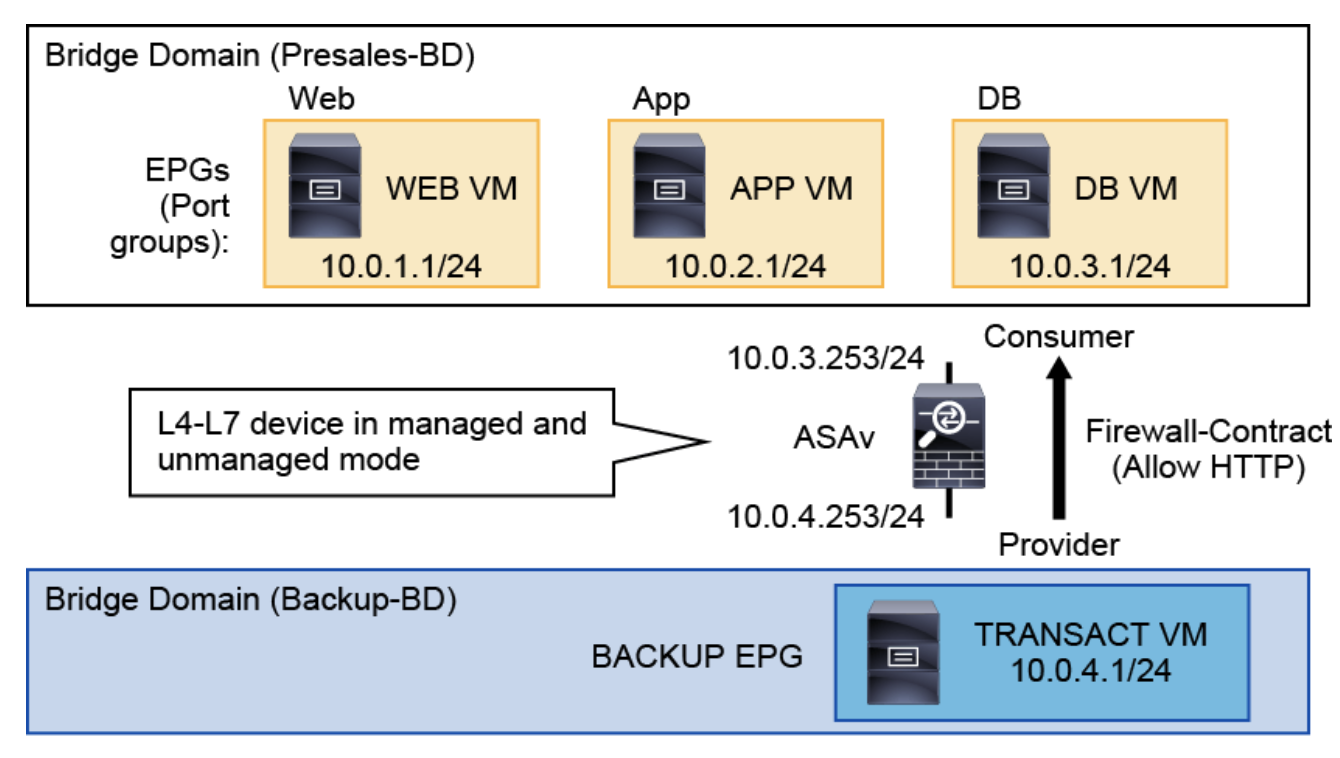 Bridge Domain (Presales-BD)
Web
App
DB
EPGs
(Port
groups):
WEB VM
10.0.1.1/24
APP VM
10.0.2.1/24
DB VM
10.0.3.1/24
10.0.3.253/24
Consumer
L4-L7 device in managed and
unmanaged mode
ASAv
Firewall-Contract
(Allow HTTP)
10.0.4.253/24
Provider
Bridge Domain (Backup-BD)
BACKUP EPG
TRANSACT VM
10.0.4.1/24